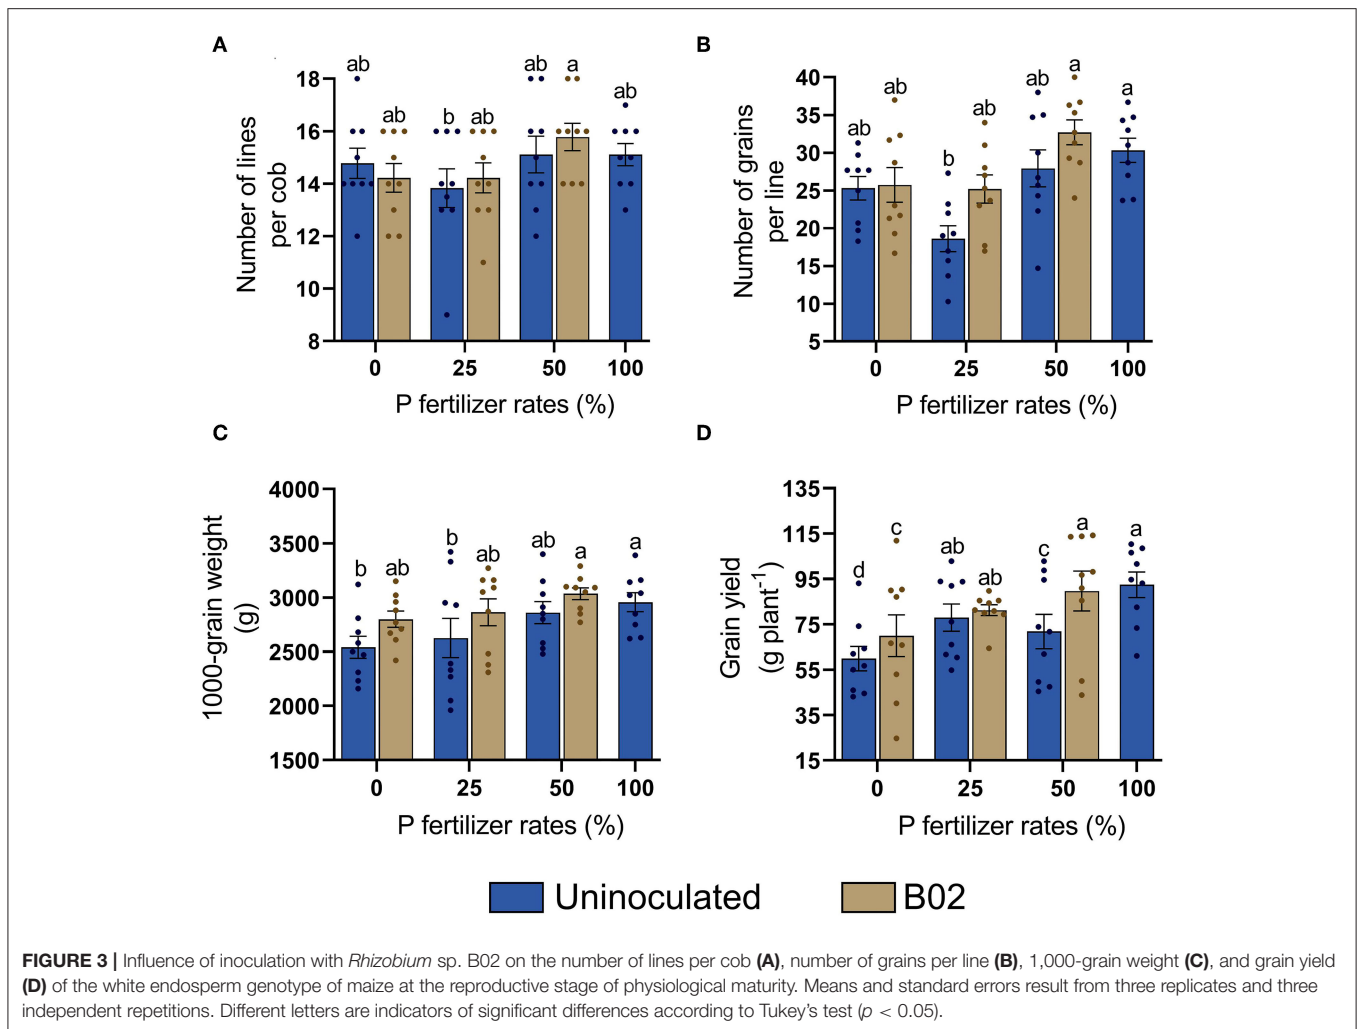 A
Number of lines
per cob
18
16
14
12
10
8
ab
ab
b
ab
ab
a
ab
0
25
50
100
P fertilizer rates (%)
B
Number of grains
per line
40
35
30
25
20
15
10
5
ab
ab
b
ab
ab
a
a
0
25
50
100
P fertilizer rates (%)
C
1000-grain weight
(g)
4000
3500
3000
2500
2000
1500
b
ab
b
ab
ab
a
a
0
25
50
100
P fertilizer rates (%)
D
Grain yield
(g plant⁻¹)
135
115
95
75
55
35
15
d
c
ab
ab
c
a
a
0
25
50
100
P fertilizer rates (%)
Uninoculated
B02
FIGURE 3 | Influence of inoculation with Rhizobium sp. B02 on the number of lines per cob (A), number of grains per line (B), 1,000-grain weight (C), and grain yield
(D) of the white endosperm genotype of maize at the reproductive stage of physiological maturity. Means and standard errors result from three replicates and three
independent repetitions. Different letters are indicators of significant differences according to Tukey's test (p < 0.05).